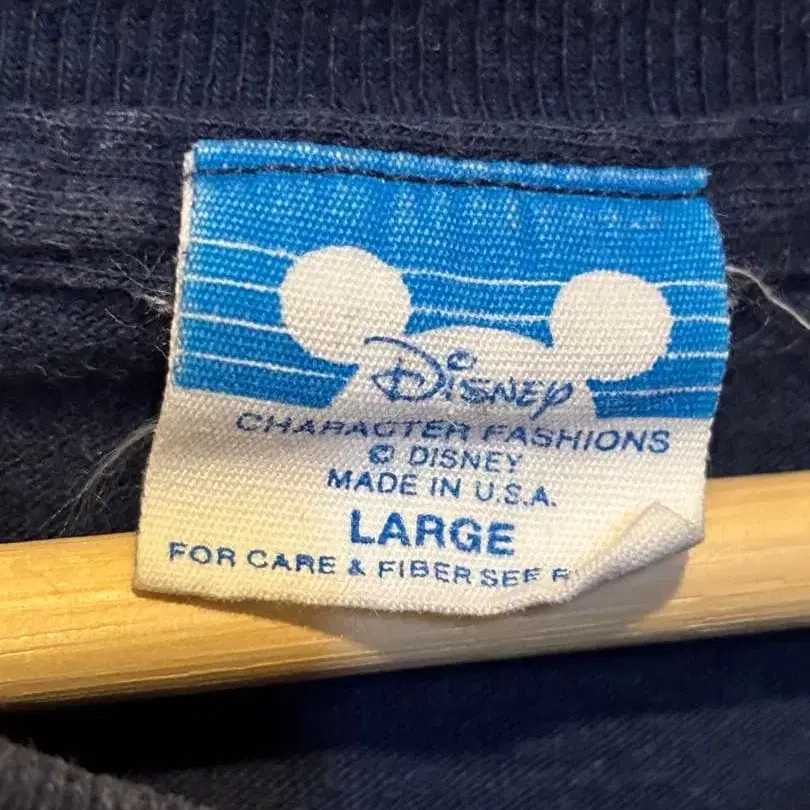 Disney
CHARACTER FASHIONS
© DISNEY
MADE IN U.S.A.
LARGE
FOR CARE & FIBER SEE